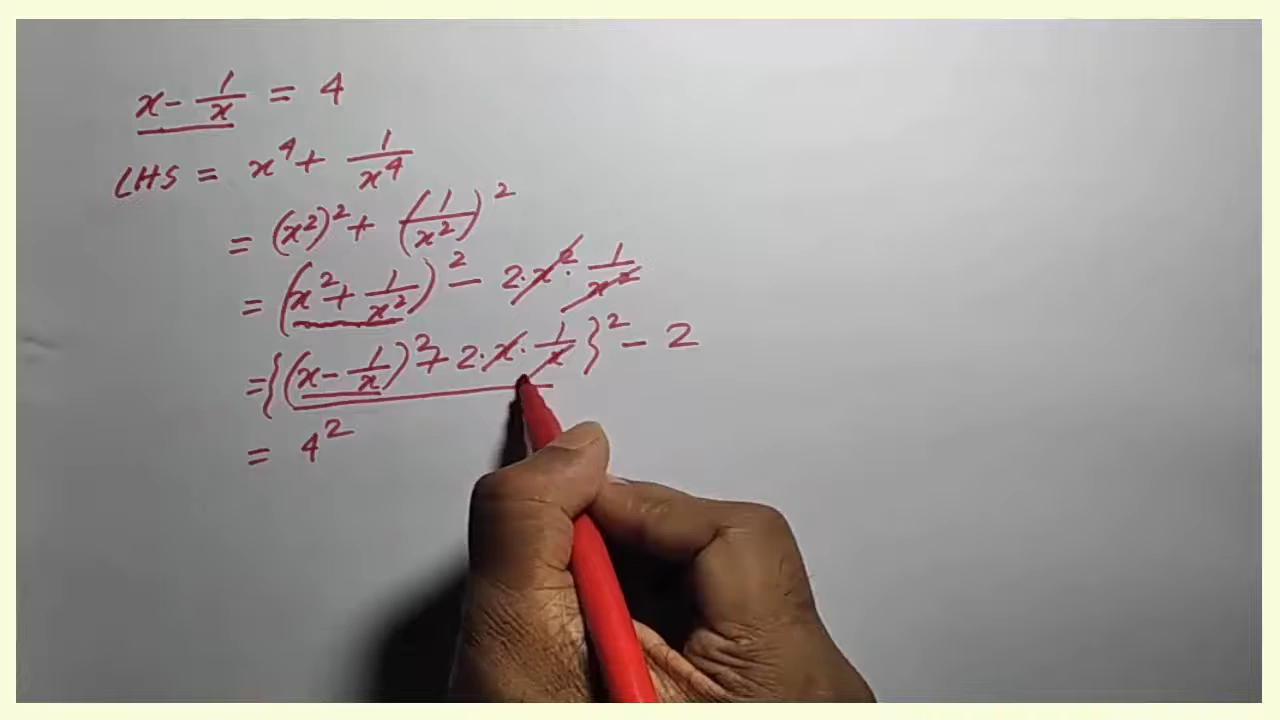 x - 1/x = 4
LHS = x⁴ + 1/x⁴
= (x²)² + (1/x²)²
= (x² + 1/x²)² - 2·x²·1/x²
= {(x - 1/x)² + 2·x·1/x}² - 2
= 4²